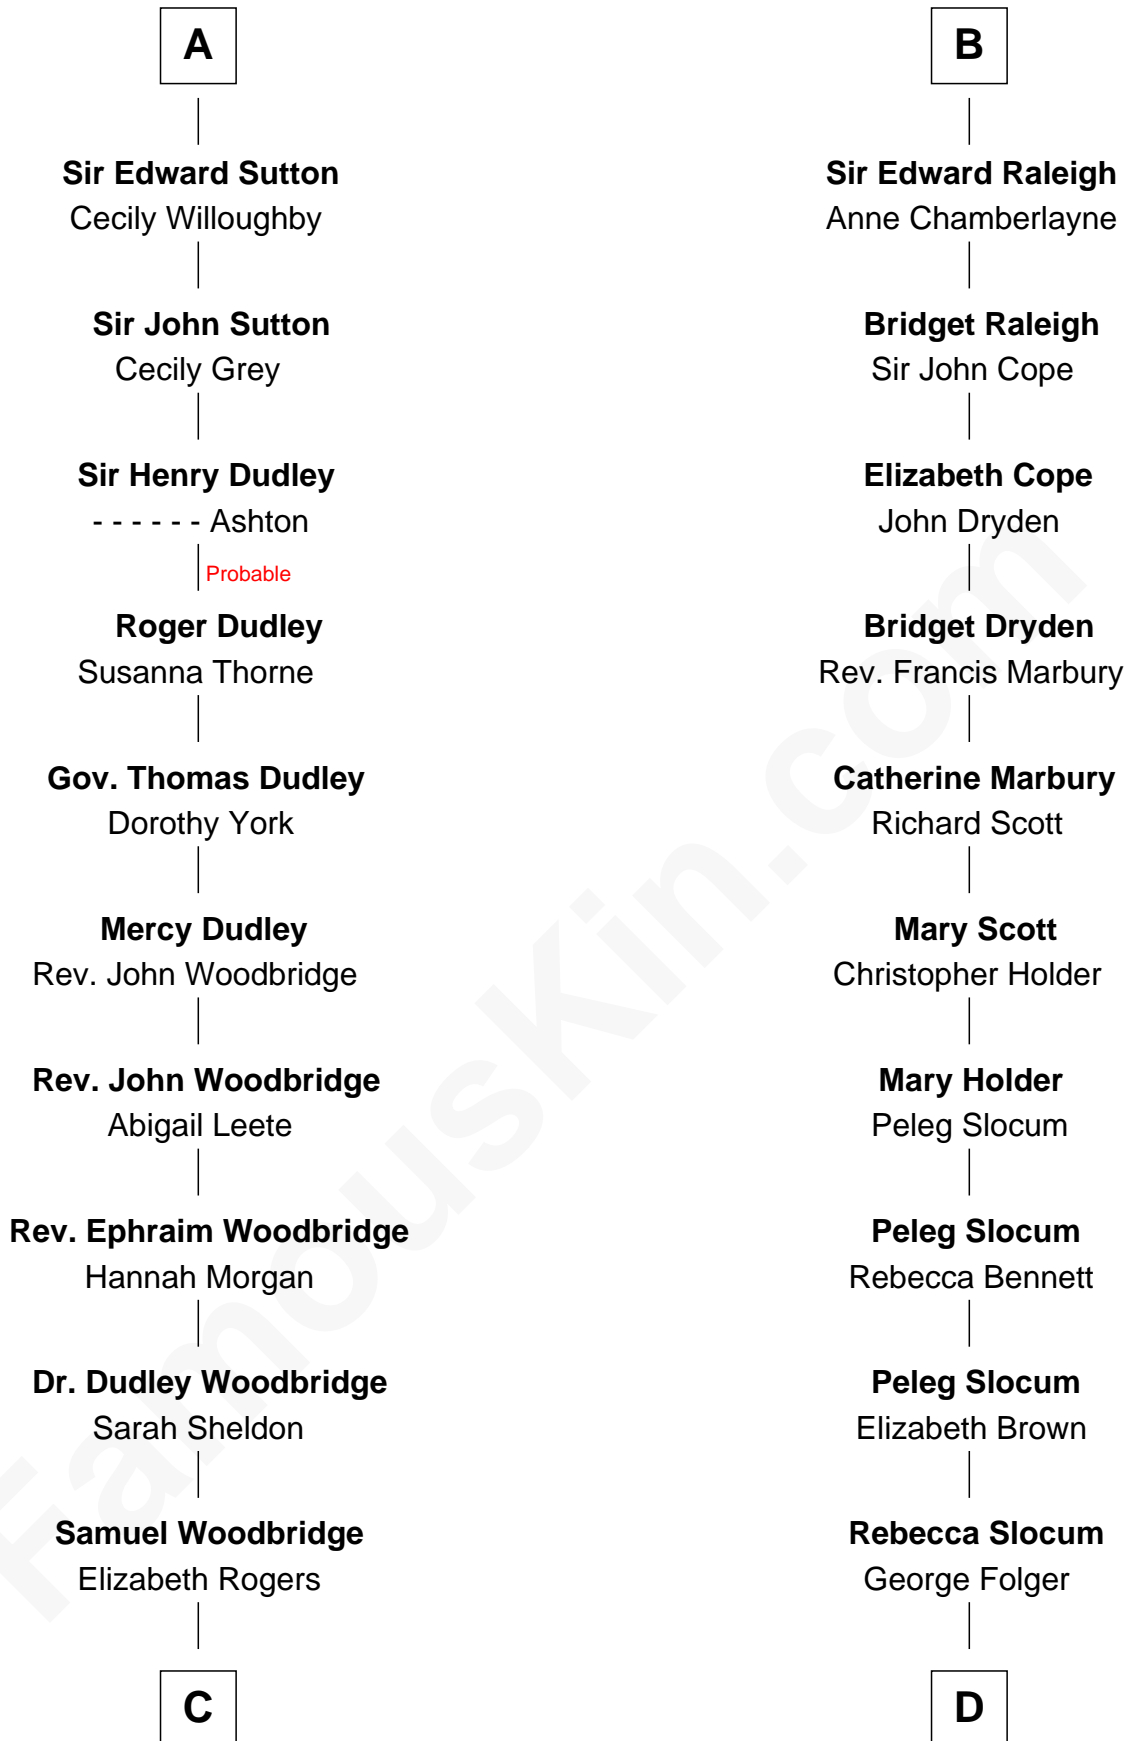 A
Sir Edward Sutton
Cecily Willoughby
Sir John Sutton
Cecily Grey
Sir Henry Dudley
- - - - - - Ashton
Probable
Roger Dudley
Susanna Thorne
Gov. Thomas Dudley
Dorothy York
Mercy Dudley
Rev. John Woodbridge
Rev. John Woodbridge
Abigail Leete
Rev. Ephraim Woodbridge
Hannah Morgan
Dr. Dudley Woodbridge
Sarah Sheldon
Samuel Woodbridge
Elizabeth Rogers
C
B
Sir Edward Raleigh
Anne Chamberlayne
Bridget Raleigh
Sir John Cope
Elizabeth Cope
John Dryden
Bridget Dryden
Rev. Francis Marbury
Catherine Marbury
Richard Scott
Mary Scott
Christopher Holder
Mary Holder
Peleg Slocum
Peleg Slocum
Rebecca Bennett
Peleg Slocum
Elizabeth Brown
Rebecca Slocum
George Folger
D
FamousKin.com